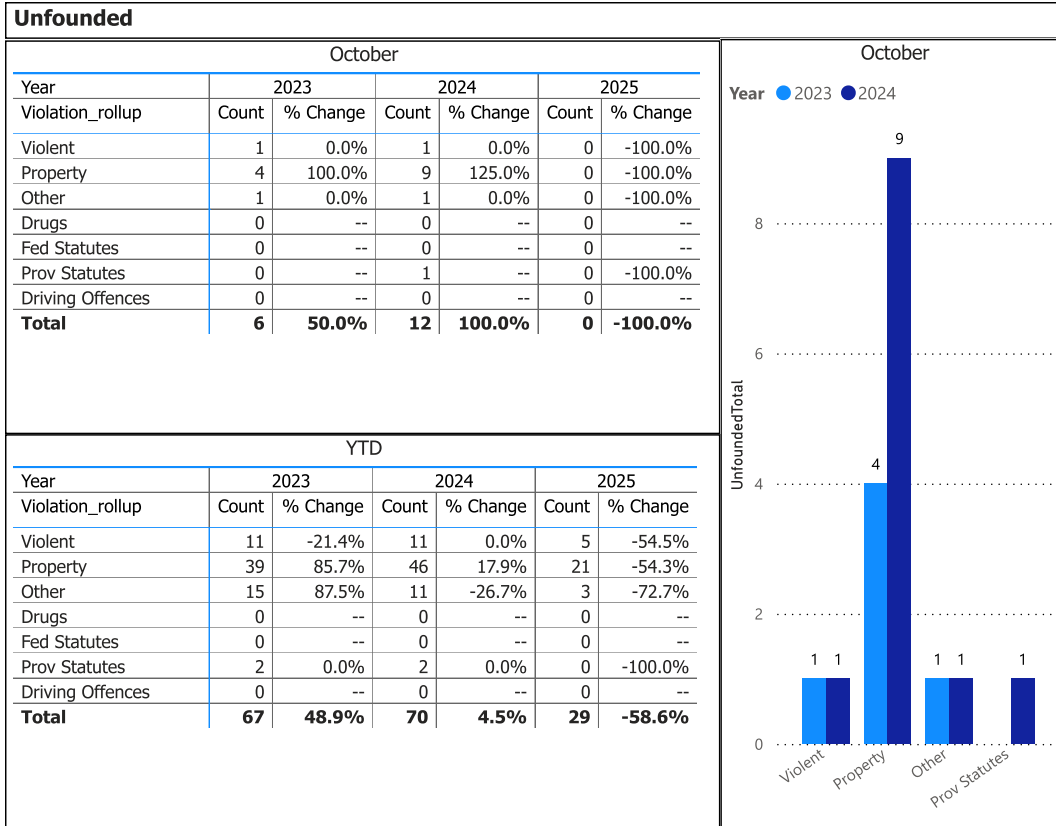 Unfounded
October
Year 2023 2024 2025
Violation_rollup Count % Change Count % Change Count % Change
Violent 1 0.0% 1 0.0% 0 -100.0%
Property 4 100.0% 9 125.0% 0 -100.0%
Other 1 0.0% 1 0.0% 0 -100.0%
Drugs 0 -- 0 -- 0 --
Fed Statutes 0 -- 0 -- 0 --
Prov Statutes 0 -- 1 -- 0 -100.0%
Driving Offences 0 -- 0 -- 0 --
Total 6 50.0% 12 100.0% 0 -100.0%
YTD
Year 2023 2024 2025
Violation_rollup Count % Change Count % Change Count % Change
Violent 11 -21.4% 11 0.0% 5 -54.5%
Property 39 85.7% 46 17.9% 21 -54.3%
Other 15 87.5% 11 -26.7% 3 -72.7%
Drugs 0 -- 0 -- 0 --
Fed Statutes 0 -- 0 -- 0 --
Prov Statutes 2 0.0% 2 0.0% 0 -100.0%
Driving Offences 0 -- 0 -- 0 --
Total 67 48.9% 70 4.5% 29 -58.6%
October
Year 2023 2024
9
8
6
UnfoundedTotal
4
4
2
1 1 1 1 1
0
Violent Property Other Prov Statutes